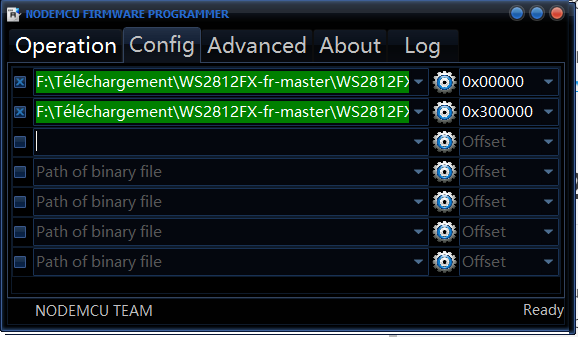 NODEMCU FIRMWARE PROGRAMMER
Operation Config Advanced About Log
F:\Téléchargement\WS2812FX-fr-master\WS2812FX 0x00000
F:\Téléchargement\WS2812FX-fr-master\WS2812FX 0x300000
Offset
Path of binary file Offset
Path of binary file Offset
Path of binary file Offset
Path of binary file Offset
NODEMCU TEAM Ready